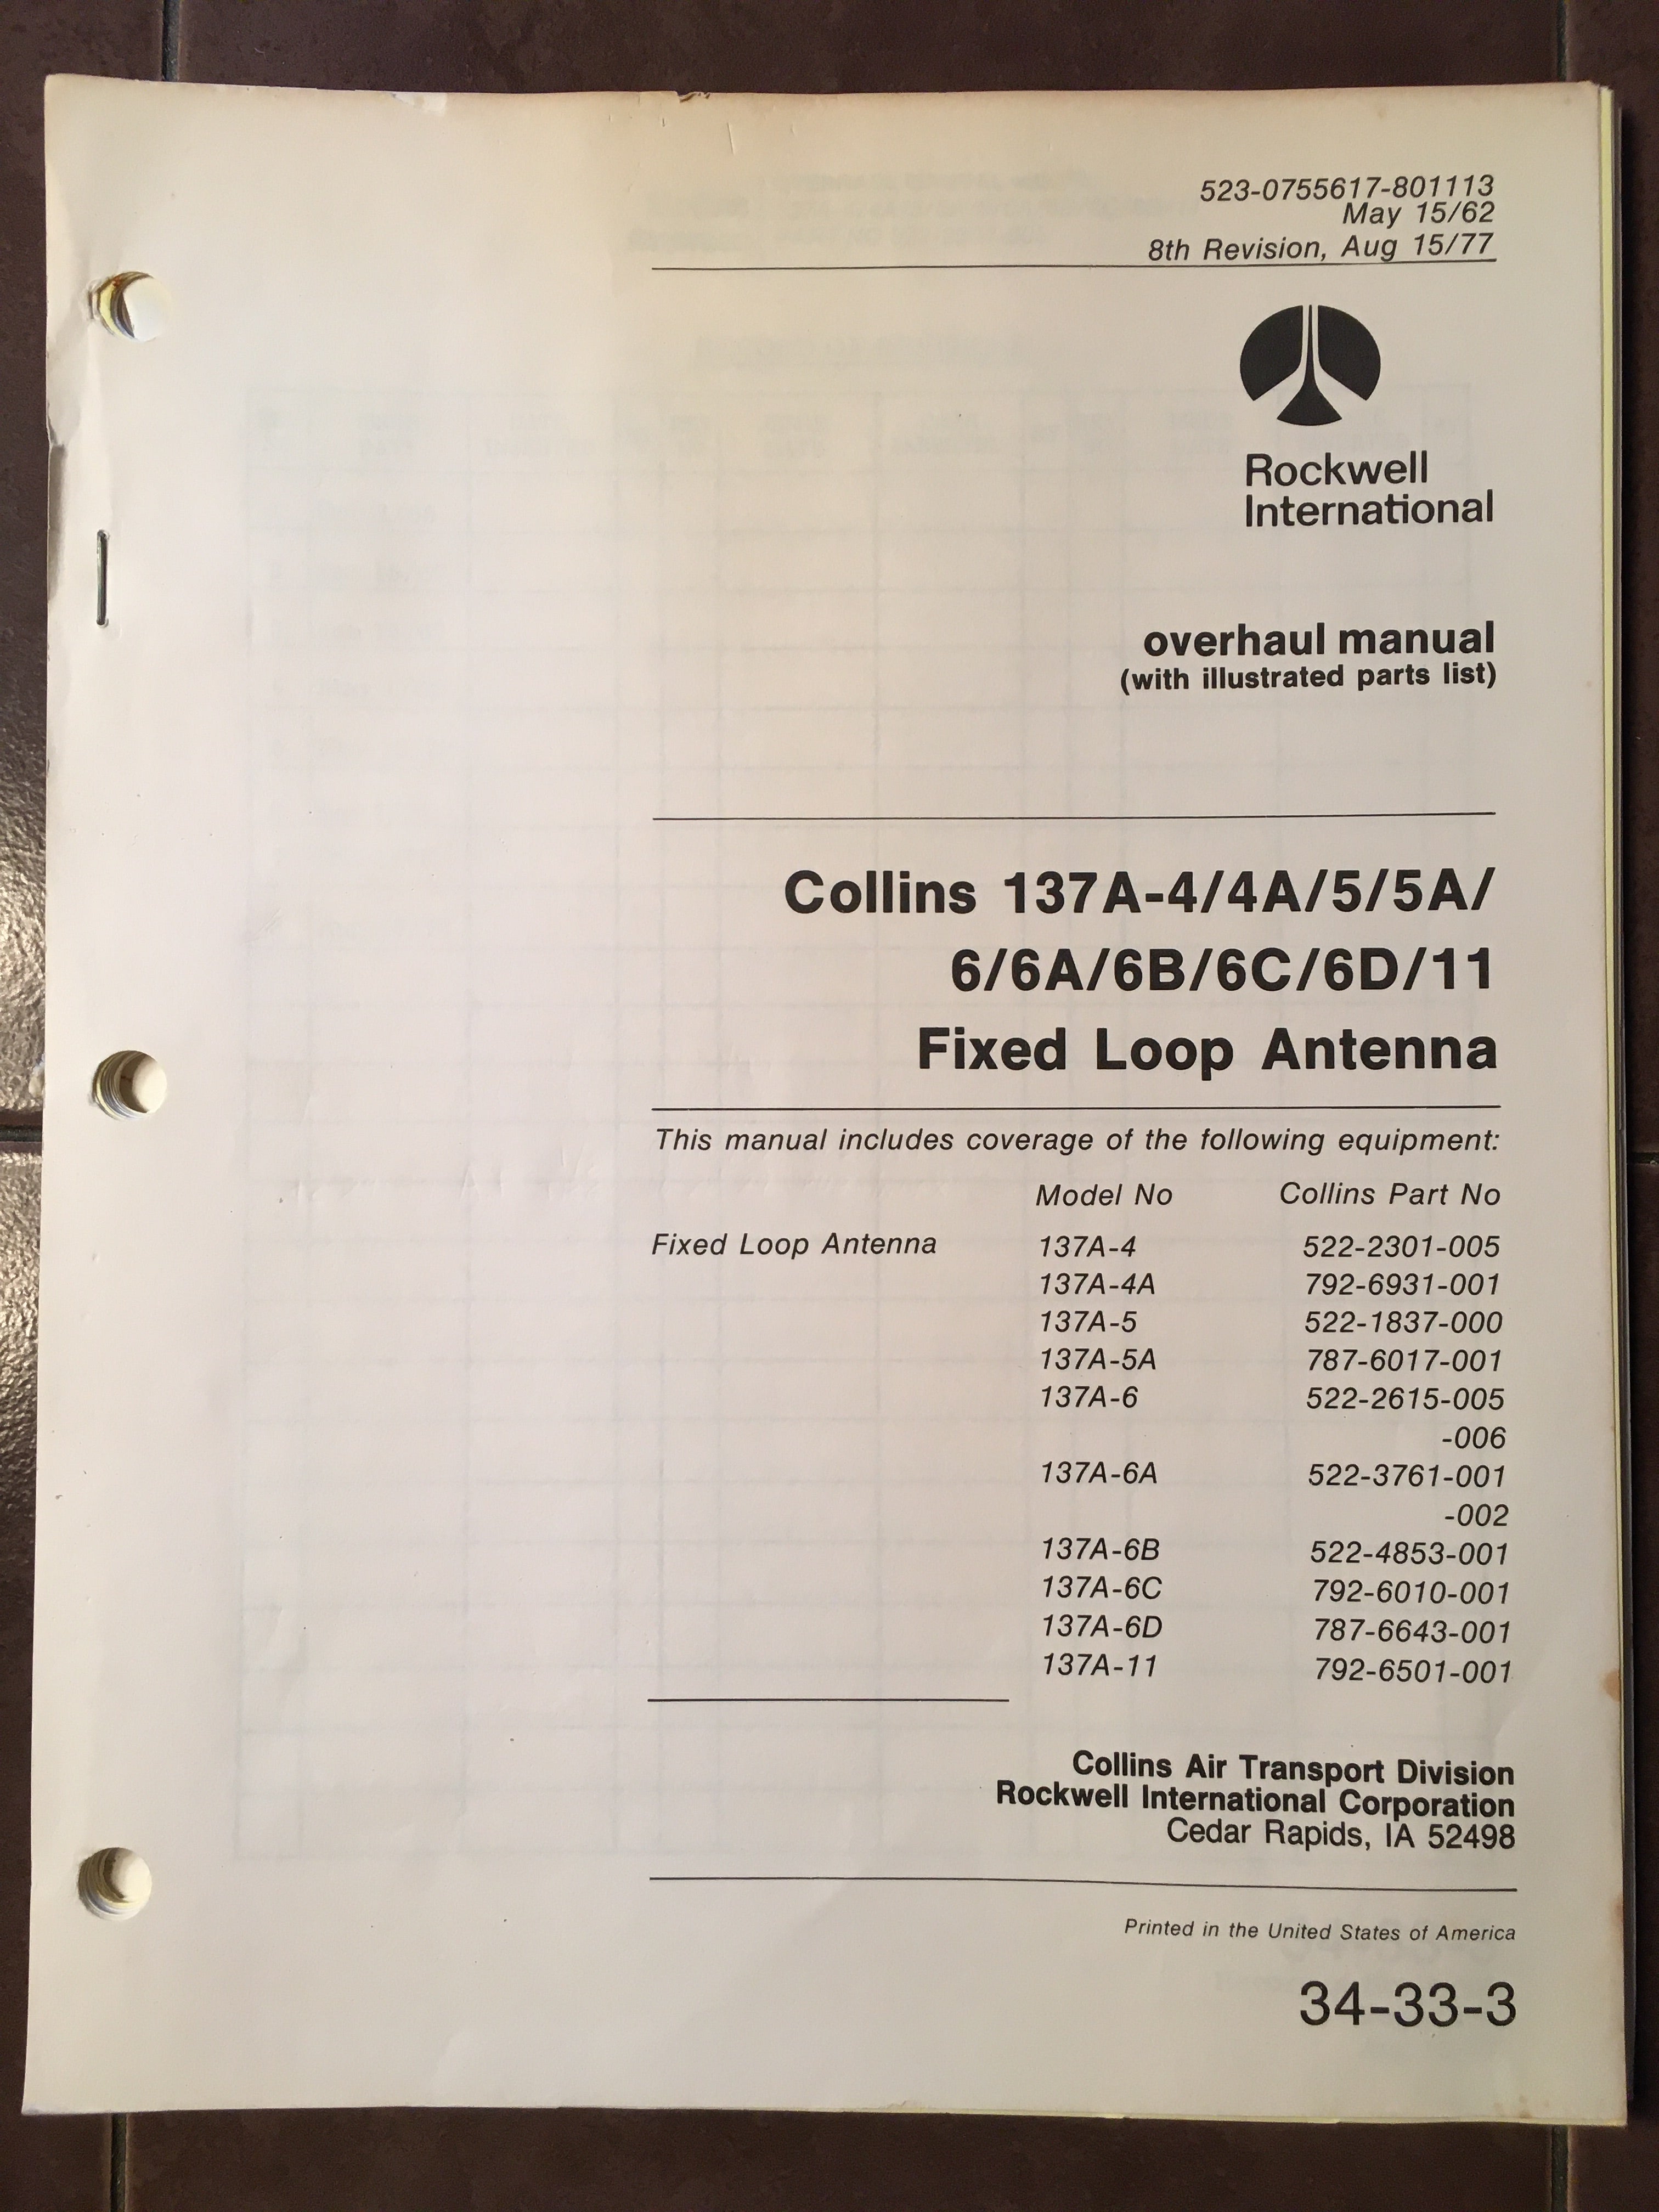 523-0755617-801113
May 15/62
8th Revision, Aug 15/77
Rockwell
International
overhaul manual
(with illustrated parts list)
Collins 137A-4/4A/5/5A/
6/6A/6B/6C/6D/11
Fixed Loop Antenna
This manual includes coverage of the following equipment:
Model No Collins Part No
Fixed Loop Antenna 137A-4 522-2301-005
137A-4A 792-6931-001
137A-5 522-1837-000
137A-5A 787-6017-001
137A-6 522-2615-005
-006
137A-6A 522-3761-001
-002
137A-6B 522-4853-001
137A-6C 792-6010-001
137A-6D 787-6643-001
137A-11 792-6501-001
Collins Air Transport Division
Rockwell International Corporation
Cedar Rapids, IA 52498
Printed in the United States of America
34-33-3